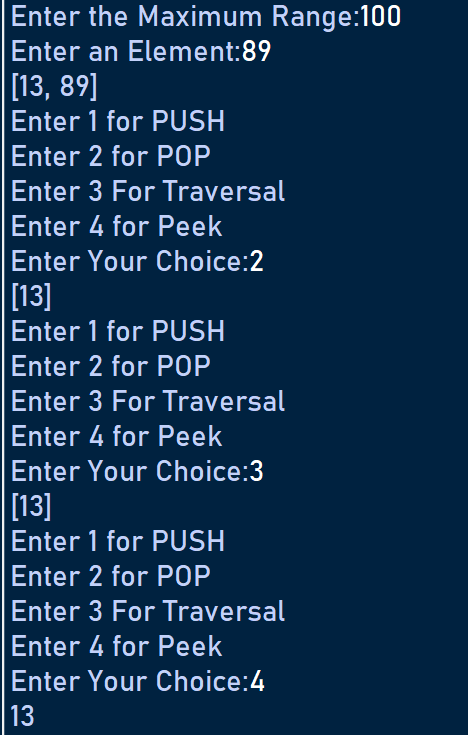 Enter the Maximum Range:100
Enter an Element:89
[13, 89]
Enter 1 for PUSH
Enter 2 for POP
Enter 3 For Traversal
Enter 4 for Peek
Enter Your Choice:2
[13]
Enter 1 for PUSH
Enter 2 for POP
Enter 3 For Traversal
Enter 4 for Peek
Enter Your Choice:3
[13]
Enter 1 for PUSH
Enter 2 for POP
Enter 3 For Traversal
Enter 4 for Peek
Enter Your Choice:4
13